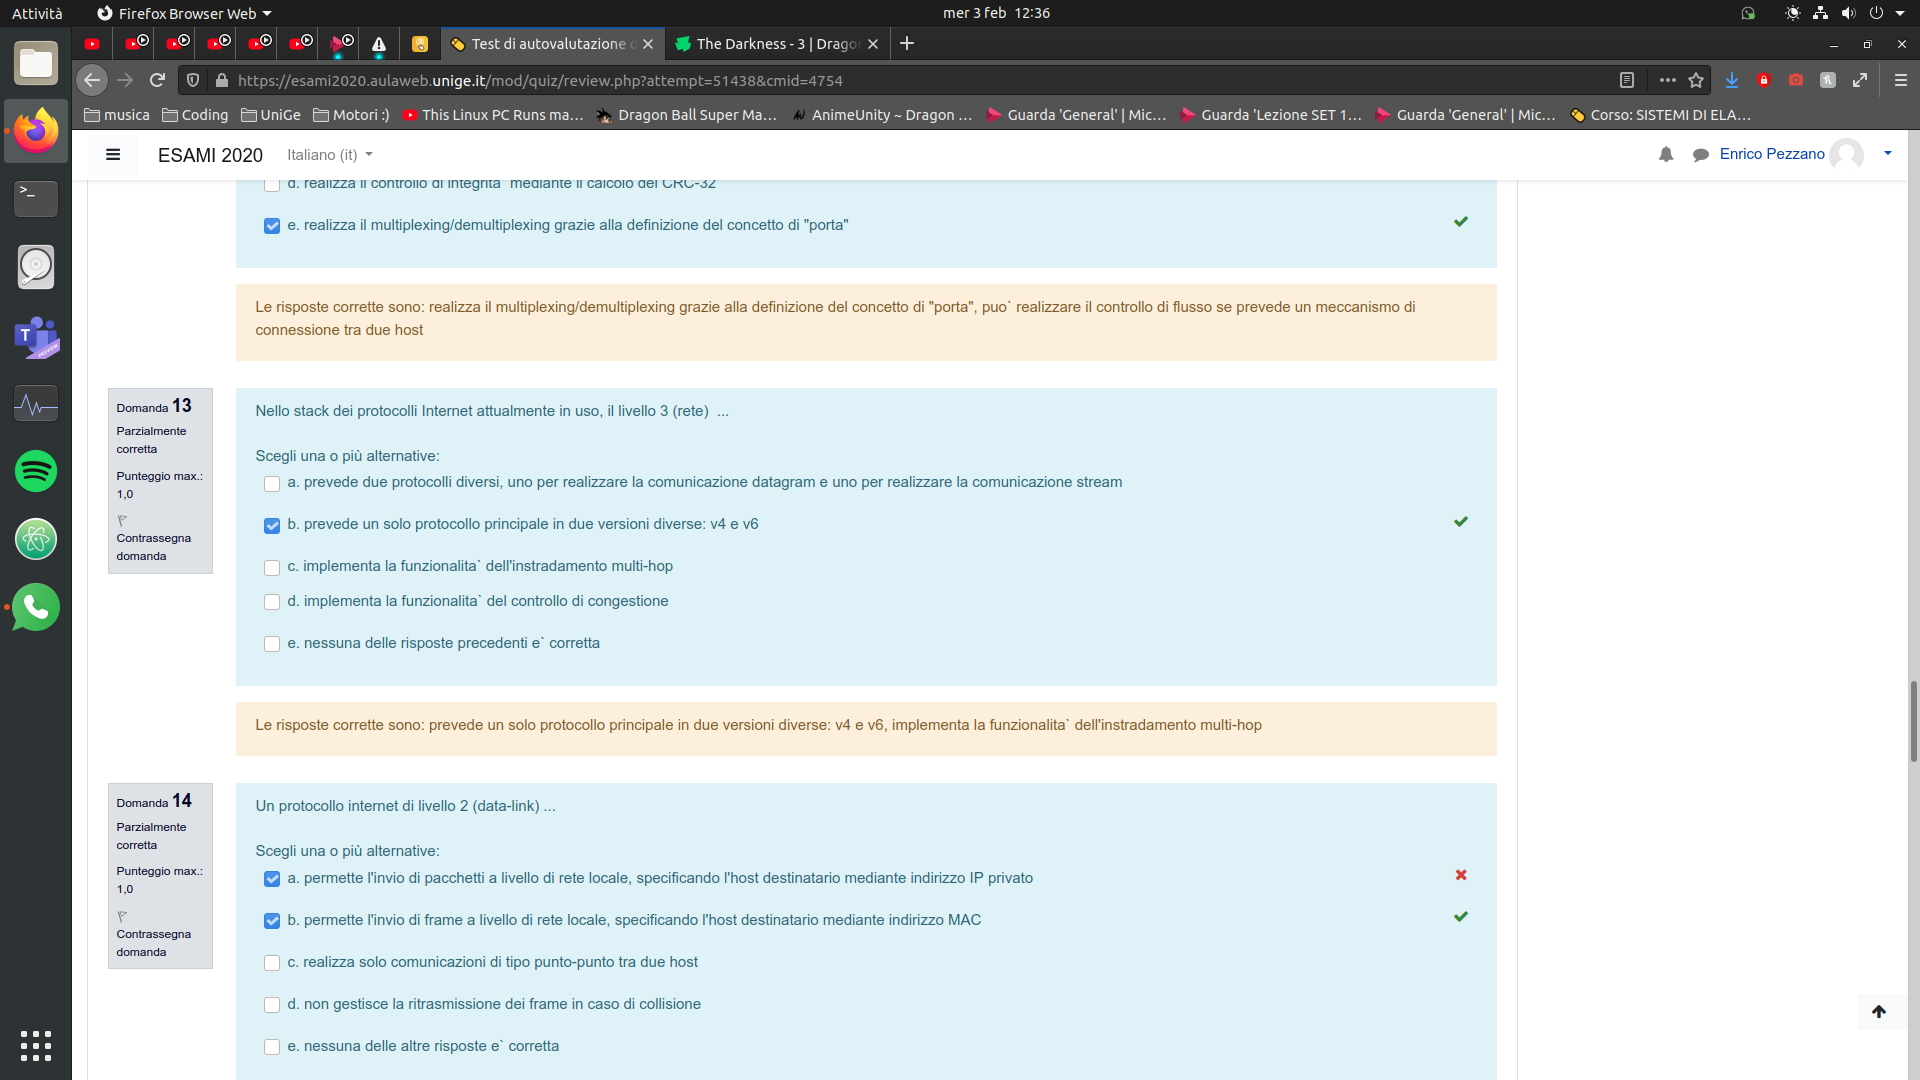 Attività
Firefox Browser Web
mer 3 feb 12:36
Test di autovalutazione d
The Darkness - 3 | Drago
https://esami2020.aulaweb.unige.it/mod/quiz/review.php?attempt=51438&cmid=4754
musica
Coding
UniGe
Motori :)
This Linux PC Runs ma…
Dragon Ball Super Ma…
AnimeUnity ~ Dragon …
Guarda 'General' | Mic…
Guarda 'Lezione SET 1…
Guarda 'General' | Mic…
Corso: SISTEMI DI ELA…
ESAMI 2020
Italiano (it)
Enrico Pezzano
d. realizza il controllo di integrita` mediante il calcolo del CRC-32
e. realizza il multiplexing/demultiplexing grazie alla definizione del concetto di "porta"
Le risposte corrette sono: realizza il multiplexing/demultiplexing grazie alla definizione del concetto di "porta", puo` realizzare il controllo di flusso se prevede un meccanismo di
connessione tra due host
Domanda 13
Parzialmente
corretta
Punteggio max.:
1,0
Contrassegna
domanda
Nello stack dei protocolli Internet attualmente in uso, il livello 3 (rete) ...
Scegli una o più alternative:
a. prevede due protocolli diversi, uno per realizzare la comunicazione datagram e uno per realizzare la comunicazione stream
b. prevede un solo protocollo principale in due versioni diverse: v4 e v6
c. implementa la funzionalita` dell'instradamento multi-hop
d. implementa la funzionalita` del controllo di congestione
e. nessuna delle risposte precedenti e` corretta
Le risposte corrette sono: prevede un solo protocollo principale in due versioni diverse: v4 e v6, implementa la funzionalita` dell'instradamento multi-hop
Domanda 14
Parzialmente
corretta
Punteggio max.:
1,0
Contrassegna
domanda
Un protocollo internet di livello 2 (data-link) ...
Scegli una o più alternative:
a. permette l'invio di pacchetti a livello di rete locale, specificando l'host destinatario mediante indirizzo IP privato
b. permette l'invio di frame a livello di rete locale, specificando l'host destinatario mediante indirizzo MAC
c. realizza solo comunicazioni di tipo punto-punto tra due host
d. non gestisce la ritrasmissione dei frame in caso di collisione
e. nessuna delle altre risposte e` corretta